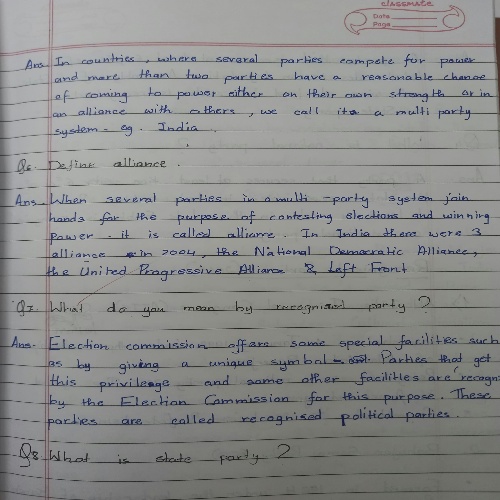 classmate
Date
Page
Ans. In countries, where several parties compete for power
and more than two parties have a reasonable chance
of coming to power either on their own strength or in
an alliance with others, we call it a multi party
system - eg. India.
Q6. Define alliance.
Ans. When several parties in a multi-party system join
hands for the purpose of contesting elections and winning
power. it is called alliance. In India there were 3
alliance in 2004, the National Democratic Alliance,
the United Progressive Alliance & Left Front
Q7. What do you mean by recognised party?
Ans. Election commission offers some special facilities such
as by giving a unique symbol - Parties that get
this privilege and some other facilities are recogn
by the Election Commission for this purpose. These
parties are called recognised political parties.
Q8. What is state party?